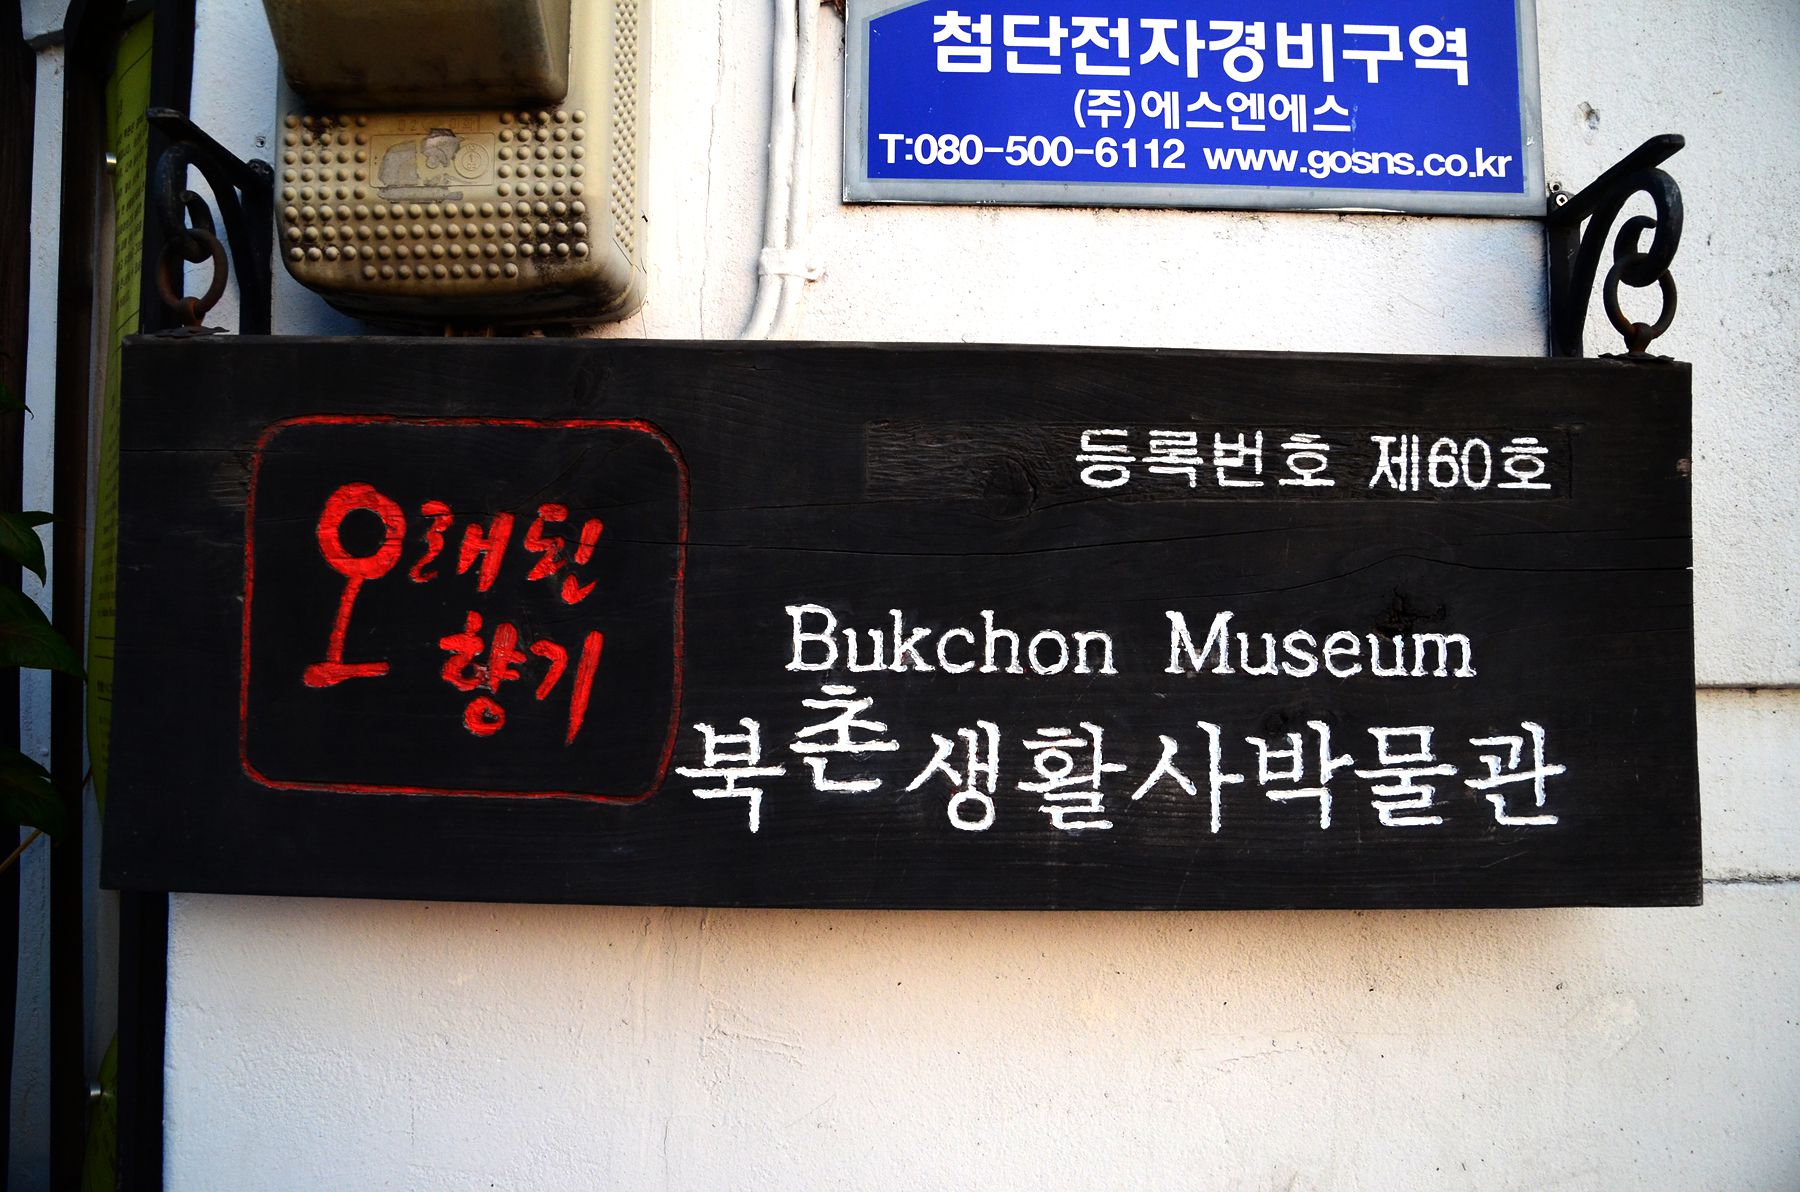 첨단전자경비구역
(주)에스엔에스
T:080-500-6112 www.gosns.co.kr
등록번호 제60호
오래된
향기
Bukchon Museum
북촌생활사박물관